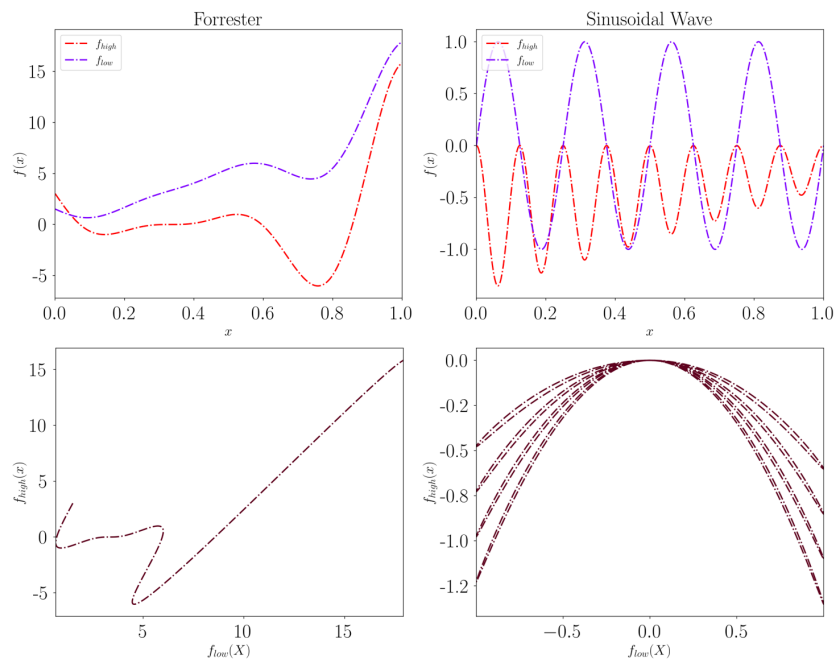 Forrester
f_high
f_low
15
10
5
0
-5
f(x)
0.0 0.2 0.4 0.6 0.8 1.0
x
Sinusoidal Wave
f_high
f_low
1.0
0.5
0.0
-0.5
-1.0
f(x)
0.0 0.2 0.4 0.6 0.8 1.0
x
15
10
5
0
-5
f_high(x)
5 10 15
f_low(X)
0.0
-0.2
-0.5
-0.8
-1.0
-1.2
f_high(x)
−0.5 0.0 0.5
f_low(X)